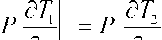 P ∂T₁ | = P ∂T₂